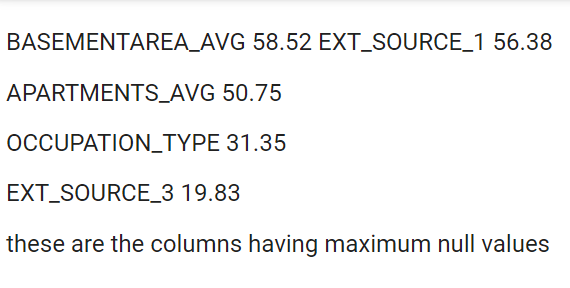 BASEMENTAREA_AVG 58.52 EXT_SOURCE_1 56.38
APARTMENTS_AVG 50.75
OCCUPATION_TYPE 31.35
EXT_SOURCE_3 19.83
these are the columns having maximum null values